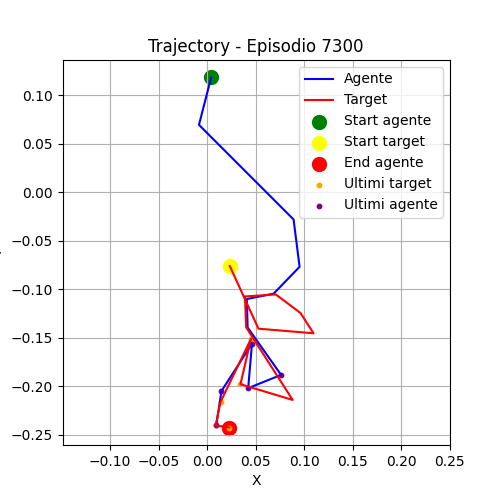 Trajectory - Episodio 7300
Agente
Target
Start agente
Start target
End agente
Ultimi target
Ultimi agente
0.10
0.05
0.00
−0.05
−0.10
−0.15
−0.20
−0.25
−0.10
−0.05
0.00
0.05
0.10
0.15
0.20
0.25
X